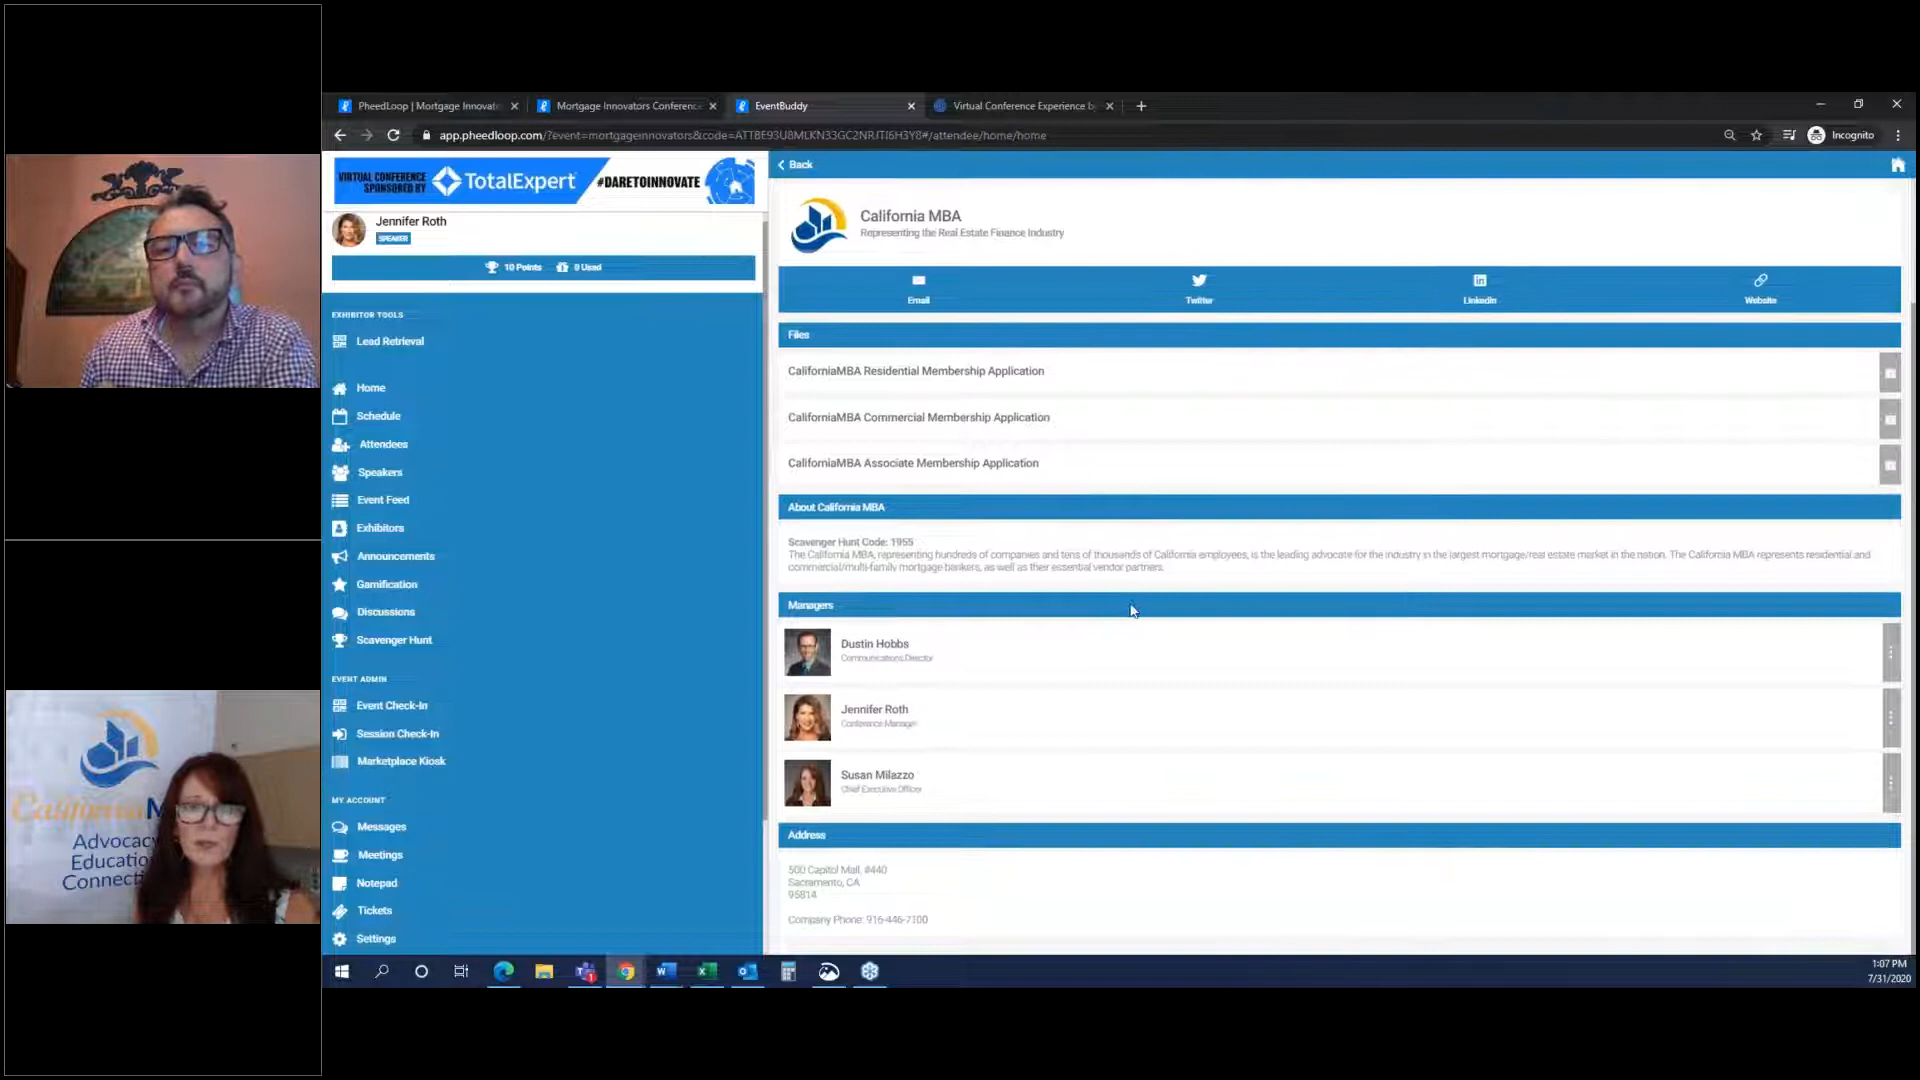 PheedLoop | Mortgage Innovat
Mortgage Innovators Conferenc
EventBuddy
Virtual Conference Experience b
app.pheedloop.com/?event=mortgageinnovators&code=ATTBE93U8MLKN33GC2NRJTI6H3Y8#/attendee/home/home
Incognito
VIRTUAL CONFERENCE
SPONSORED BY
TotalExpert
#DARETOINNOVATE
Jennifer Roth
SPEAKER
10 Points
0 Used
EXHIBITOR TOOLS
Lead Retrieval
Home
Schedule
Attendees
Speakers
Event Feed
Exhibitors
Announcements
Gamification
Discussions
Scavenger Hunt
EVENT ADMIN
Event Check-In
Session Check-In
Marketplace Kiosk
MY ACCOUNT
Messages
Meetings
Notepad
Tickets
Settings
Back
California MBA
Representing the Real Estate Finance Industry
Email
Twitter
LinkedIn
Website
Files
CaliforniaMBA Residential Membership Application
CaliforniaMBA Commercial Membership Application
CaliforniaMBA Associate Membership Application
About California MBA
Scavenger Hunt Code: 1955
The California MBA, representing hundreds of companies and tens of thousands of California employees, is the leading advocate for the industry in the largest mortgage/real estate market in the nation. The California MBA represents residential and
commercial/multi-family mortgage bankers, as well as their essential vendor partners.
Managers
Dustin Hobbs
Communications Director
Jennifer Roth
Conference Manager
Susan Milazzo
Chief Executive Officer
Address
500 Capitol Mall, #440
Sacramento, CA
95814
Company Phone: 916-446-7100
1:07 PM
7/31/2020
California M
Advocacy
Educatio
Connecti